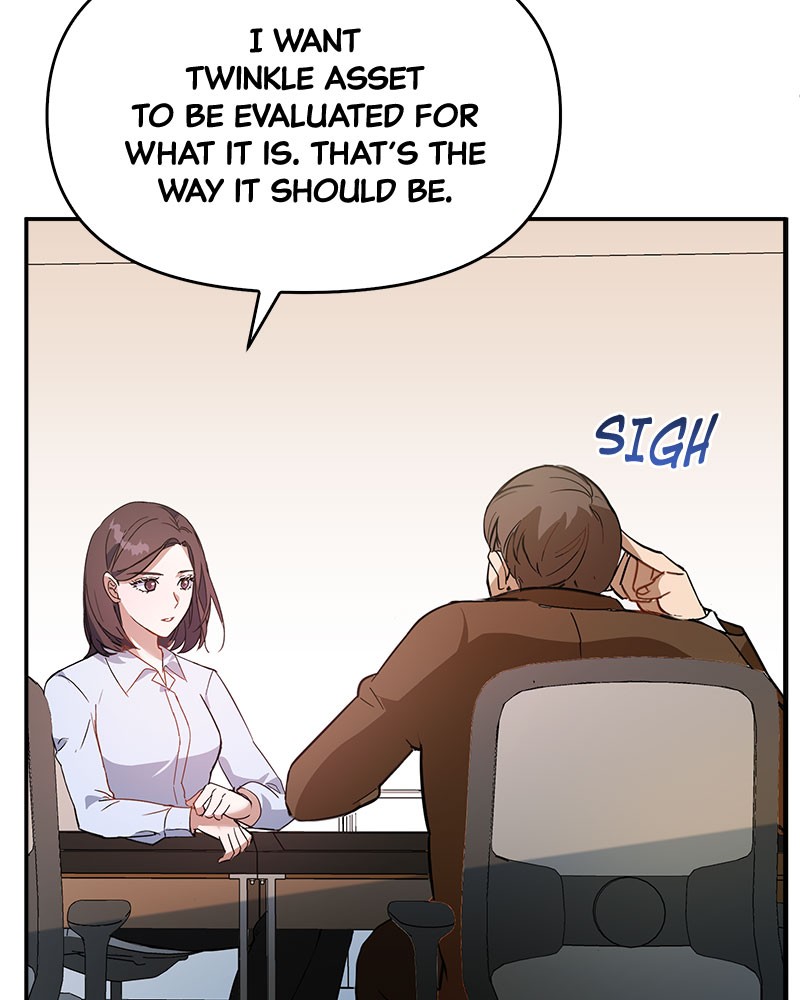 I WANT
TWINKLE ASSET
TO BE EVALUATED FOR
WHAT IT IS. THAT'S THE
WAY IT SHOULD BE.
SIGH